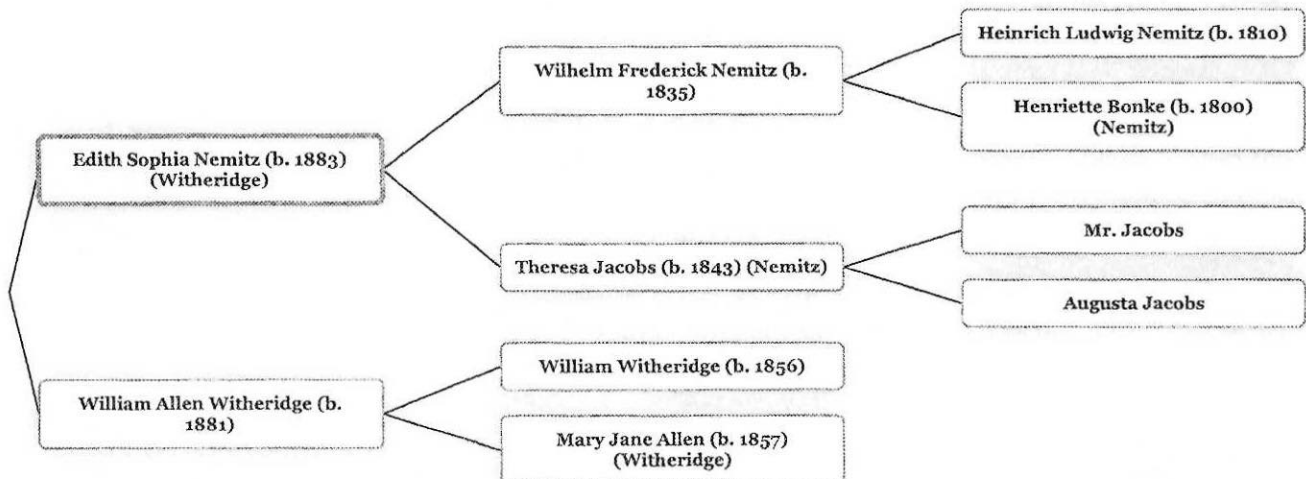 Heinrich Ludwig Nemitz (b. 1810)
Wilhelm Frederick Nemitz (b.
1835)
Henriette Bonke (b. 1800)
(Nemitz)
Edith Sophia Nemitz (b. 1883)
(Witheridge)
Mr. Jacobs
Theresa Jacobs (b. 1843) (Nemitz)
Augusta Jacobs
William Witheridge (b. 1856)
William Allen Witheridge (b.
1881)
Mary Jane Allen (b. 1857)
(Witheridge)